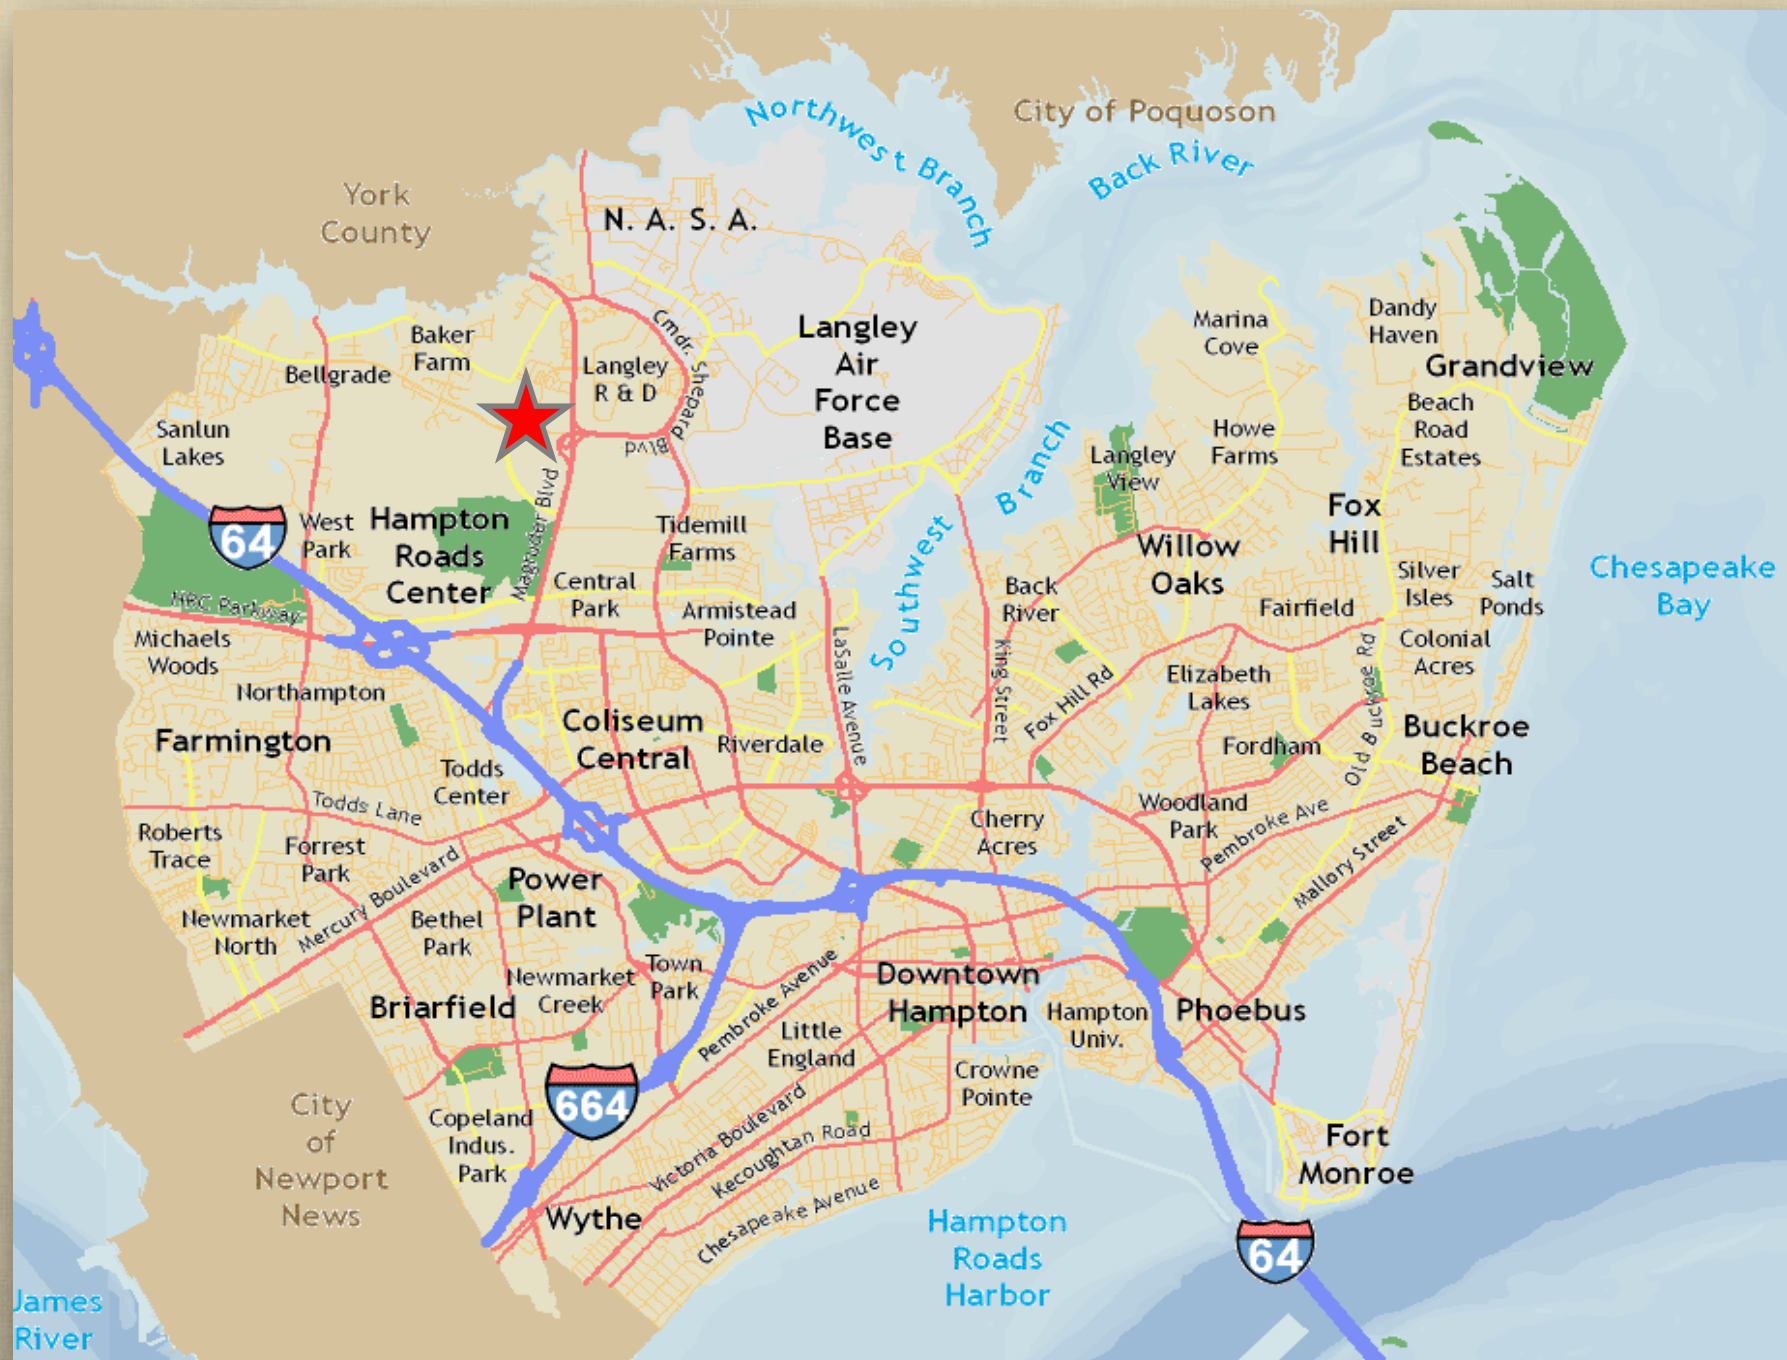 City of Poquoson
Northwest Branch
Back River
York
County
N. A. S. A.
Baker
Farm
Bellgrade
Langley
R & D
Cmdr. Shepard
Blvd
Langley
Air
Force
Base
Marina
Cove
Dandy
Haven
Grandview
Beach
Road
Estates
Sanlun
Lakes
Howe
Farms
Langley
View
Southwest
Branch
Fox
Hill
64
West
Park
Hampton
Roads
Center
Magruder Blvd
Tidemill
Farms
Willow
Oaks
Chesapeake
Bay
Silver
Isles
Salt
Ponds
Central
Park
Back
River
Fairfield
HRC Parkway
Armistead
Pointe
Michaels
Woods
Colonial
Acres
LaSalle Avenue
King Street
Fox Hill Rd
Elizabeth
Lakes
Old Buckroe Rd
Northampton
Farmington
Coliseum
Central
Riverdale
Fordham
Buckroe
Beach
Todds
Center
Todds Lane
Woodland
Park
Pembroke Ave
Cherry
Acres
Roberts
Trace
Forrest
Park
Mercury Boulevard
Power
Plant
Mallory Street
Newmarket
North
Bethel
Park
Newmarket
Creek
Town
Park
Pembroke Avenue
Downtown
Hampton
Briarfield
Hampton
Univ.
Phoebus
Little
England
Crowne
Pointe
664
City
of
Newport
News
Copeland
Indus.
Park
Victoria Boulevard
Kecoughtan Road
Chesapeake Avenue
Fort
Monroe
Wythe
Hampton
Roads
Harbor
64
James
River